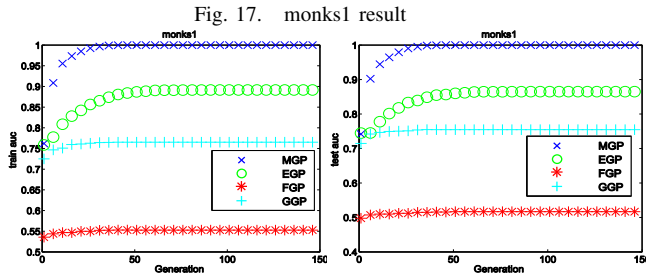 Fig. 17. monks1 result
monks1
train auc
1
0.95
0.9
0.85
0.8
0.75
0.7
0.65
0.6
0.55
0.5
0
50
100
150
Generation
MGP
EGP
FGP
GGP
monks1
test auc
1
0.9
0.8
0.7
0.6
0.5
0.4
0
50
100
150
Generation
MGP
EGP
FGP
GGP